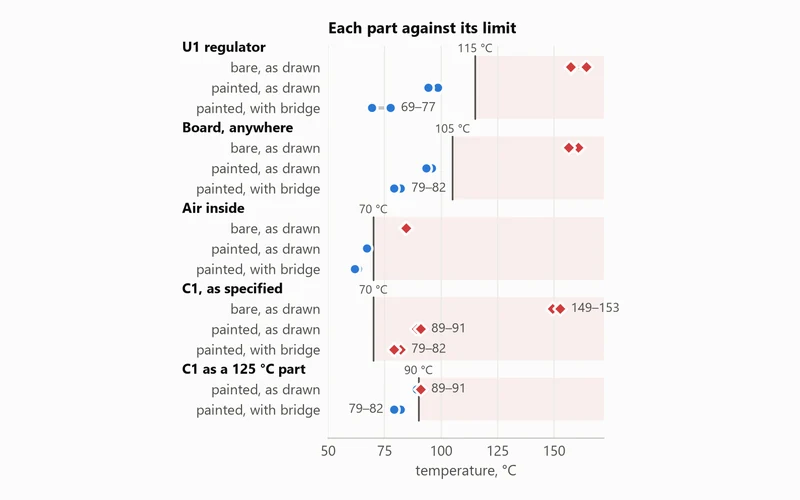 Each part against its limit
U1 regulator
115 °C
bare, as drawn
painted, as drawn
painted, with bridge 69–77
Board, anywhere
105 °C
bare, as drawn
painted, as drawn
painted, with bridge 79–82
Air inside
70 °C
bare, as drawn
painted, as drawn
painted, with bridge
C1, as specified
70 °C
bare, as drawn 149–153
painted, as drawn 89–91
painted, with bridge 79–82
C1 as a 125 °C part
90 °C
painted, as drawn 89–91
painted, with bridge 79–82
50 75 100 125 150
temperature, °C